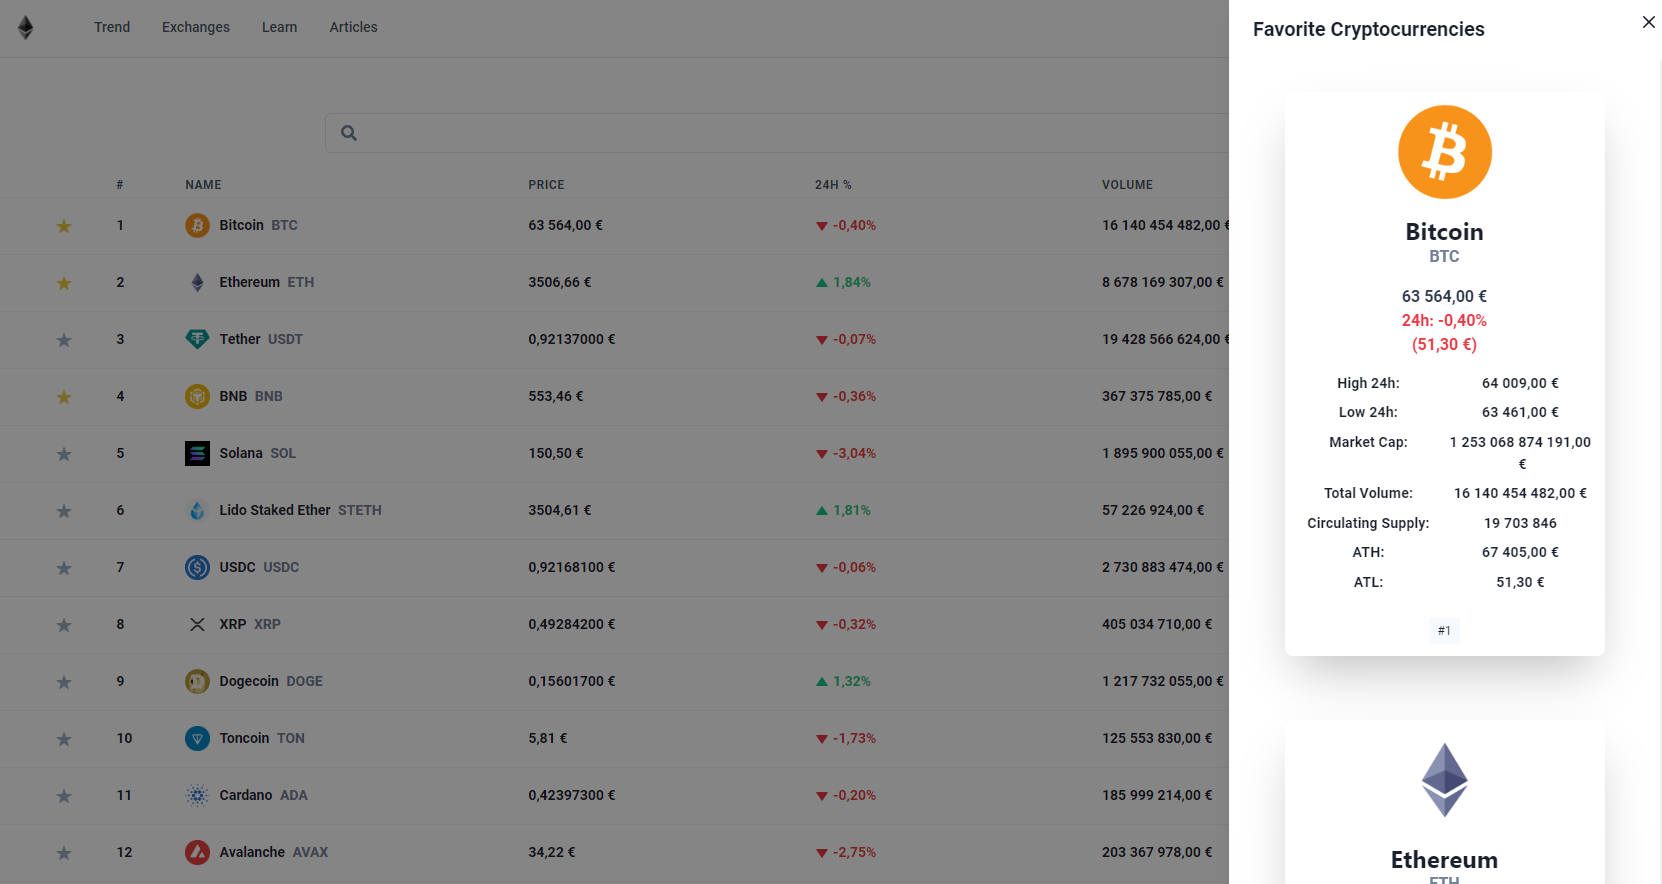 Trend Exchanges Learn Articles
# NAME PRICE 24H % VOLUME
1 Bitcoin BTC 63 564,00 € -0,40% 16 140 454 482,00 €
2 Ethereum ETH 3506,66 € 1,84% 8 678 169 307,00 €
3 Tether USDT 0,92137000 € -0,07% 19 428 566 624,00 €
4 BNB BNB 553,46 € -0,36% 367 375 785,00 €
5 Solana SOL 150,50 € -3,04% 1 895 900 055,00 €
6 Lido Staked Ether STETH 3504,61 € 1,81% 57 226 924,00 €
7 USDC USDC 0,92168100 € -0,06% 2 730 883 474,00 €
8 XRP XRP 0,49284200 € -0,32% 405 034 710,00 €
9 Dogecoin DOGE 0,15601700 € 1,32% 1 217 732 055,00 €
10 Toncoin TON 5,81 € -1,73% 125 553 830,00 €
11 Cardano ADA 0,42397300 € -0,20% 185 999 214,00 €
12 Avalanche AVAX 34,22 € -2,75% 203 367 978,00 €
Favorite Cryptocurrencies
Bitcoin
BTC
63 564,00 €
24h: -0,40%
(51,30 €)
High 24h: 64 009,00 €
Low 24h: 63 461,00 €
Market Cap: 1 253 068 874 191,00
€
Total Volume: 16 140 454 482,00 €
Circulating Supply: 19 703 846
ATH: 67 405,00 €
ATL: 51,30 €
#1
Ethereum
ETH